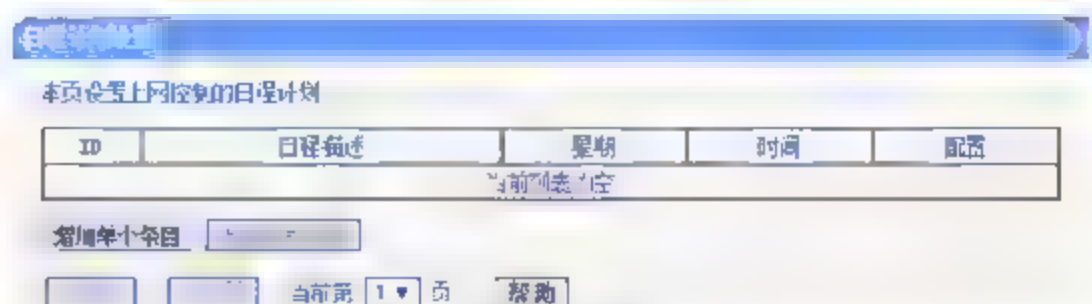 本页设置上网控制的日程计划
ID 日程描述 星期 时间 配置
当前列表为空
增加单个条目
当前第 1 页 帮助